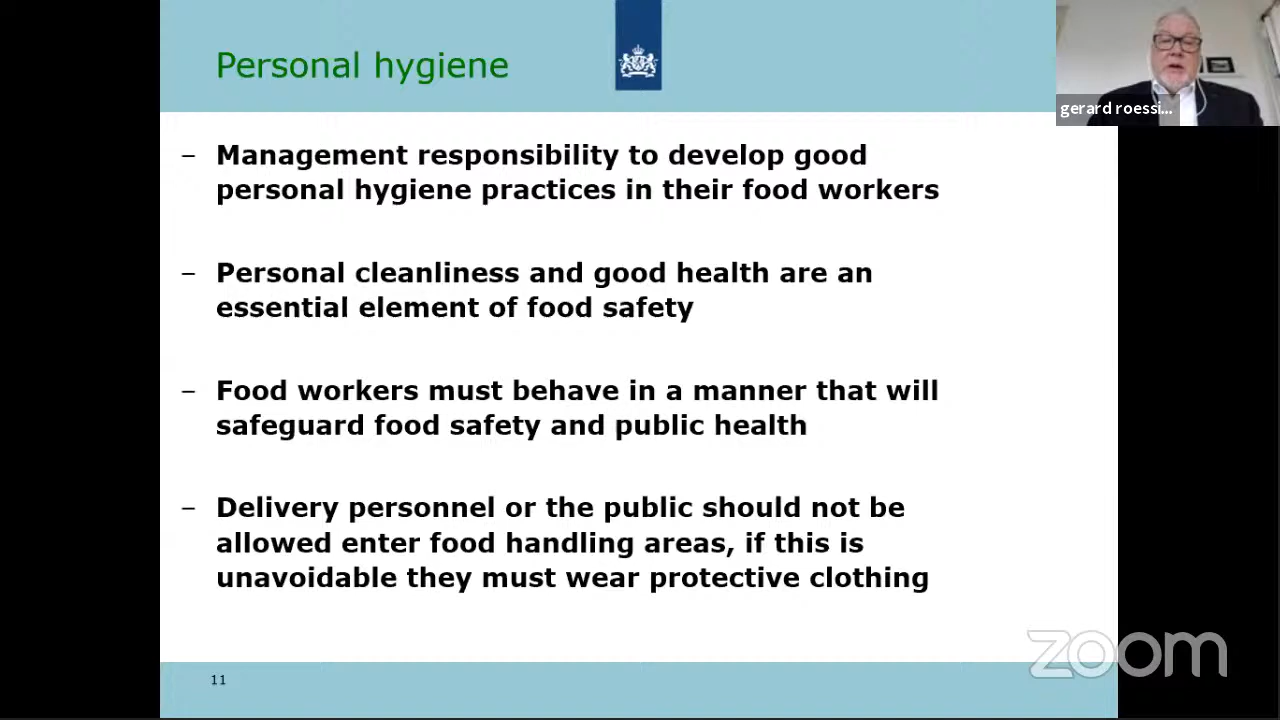 Personal hygiene
gerard roessi...
– Management responsibility to develop good
personal hygiene practices in their food workers
– Personal cleanliness and good health are an
essential element of food safety
– Food workers must behave in a manner that will
safeguard food safety and public health
– Delivery personnel or the public should not be
allowed enter food handling areas, if this is
unavoidable they must wear protective clothing
zoom
11